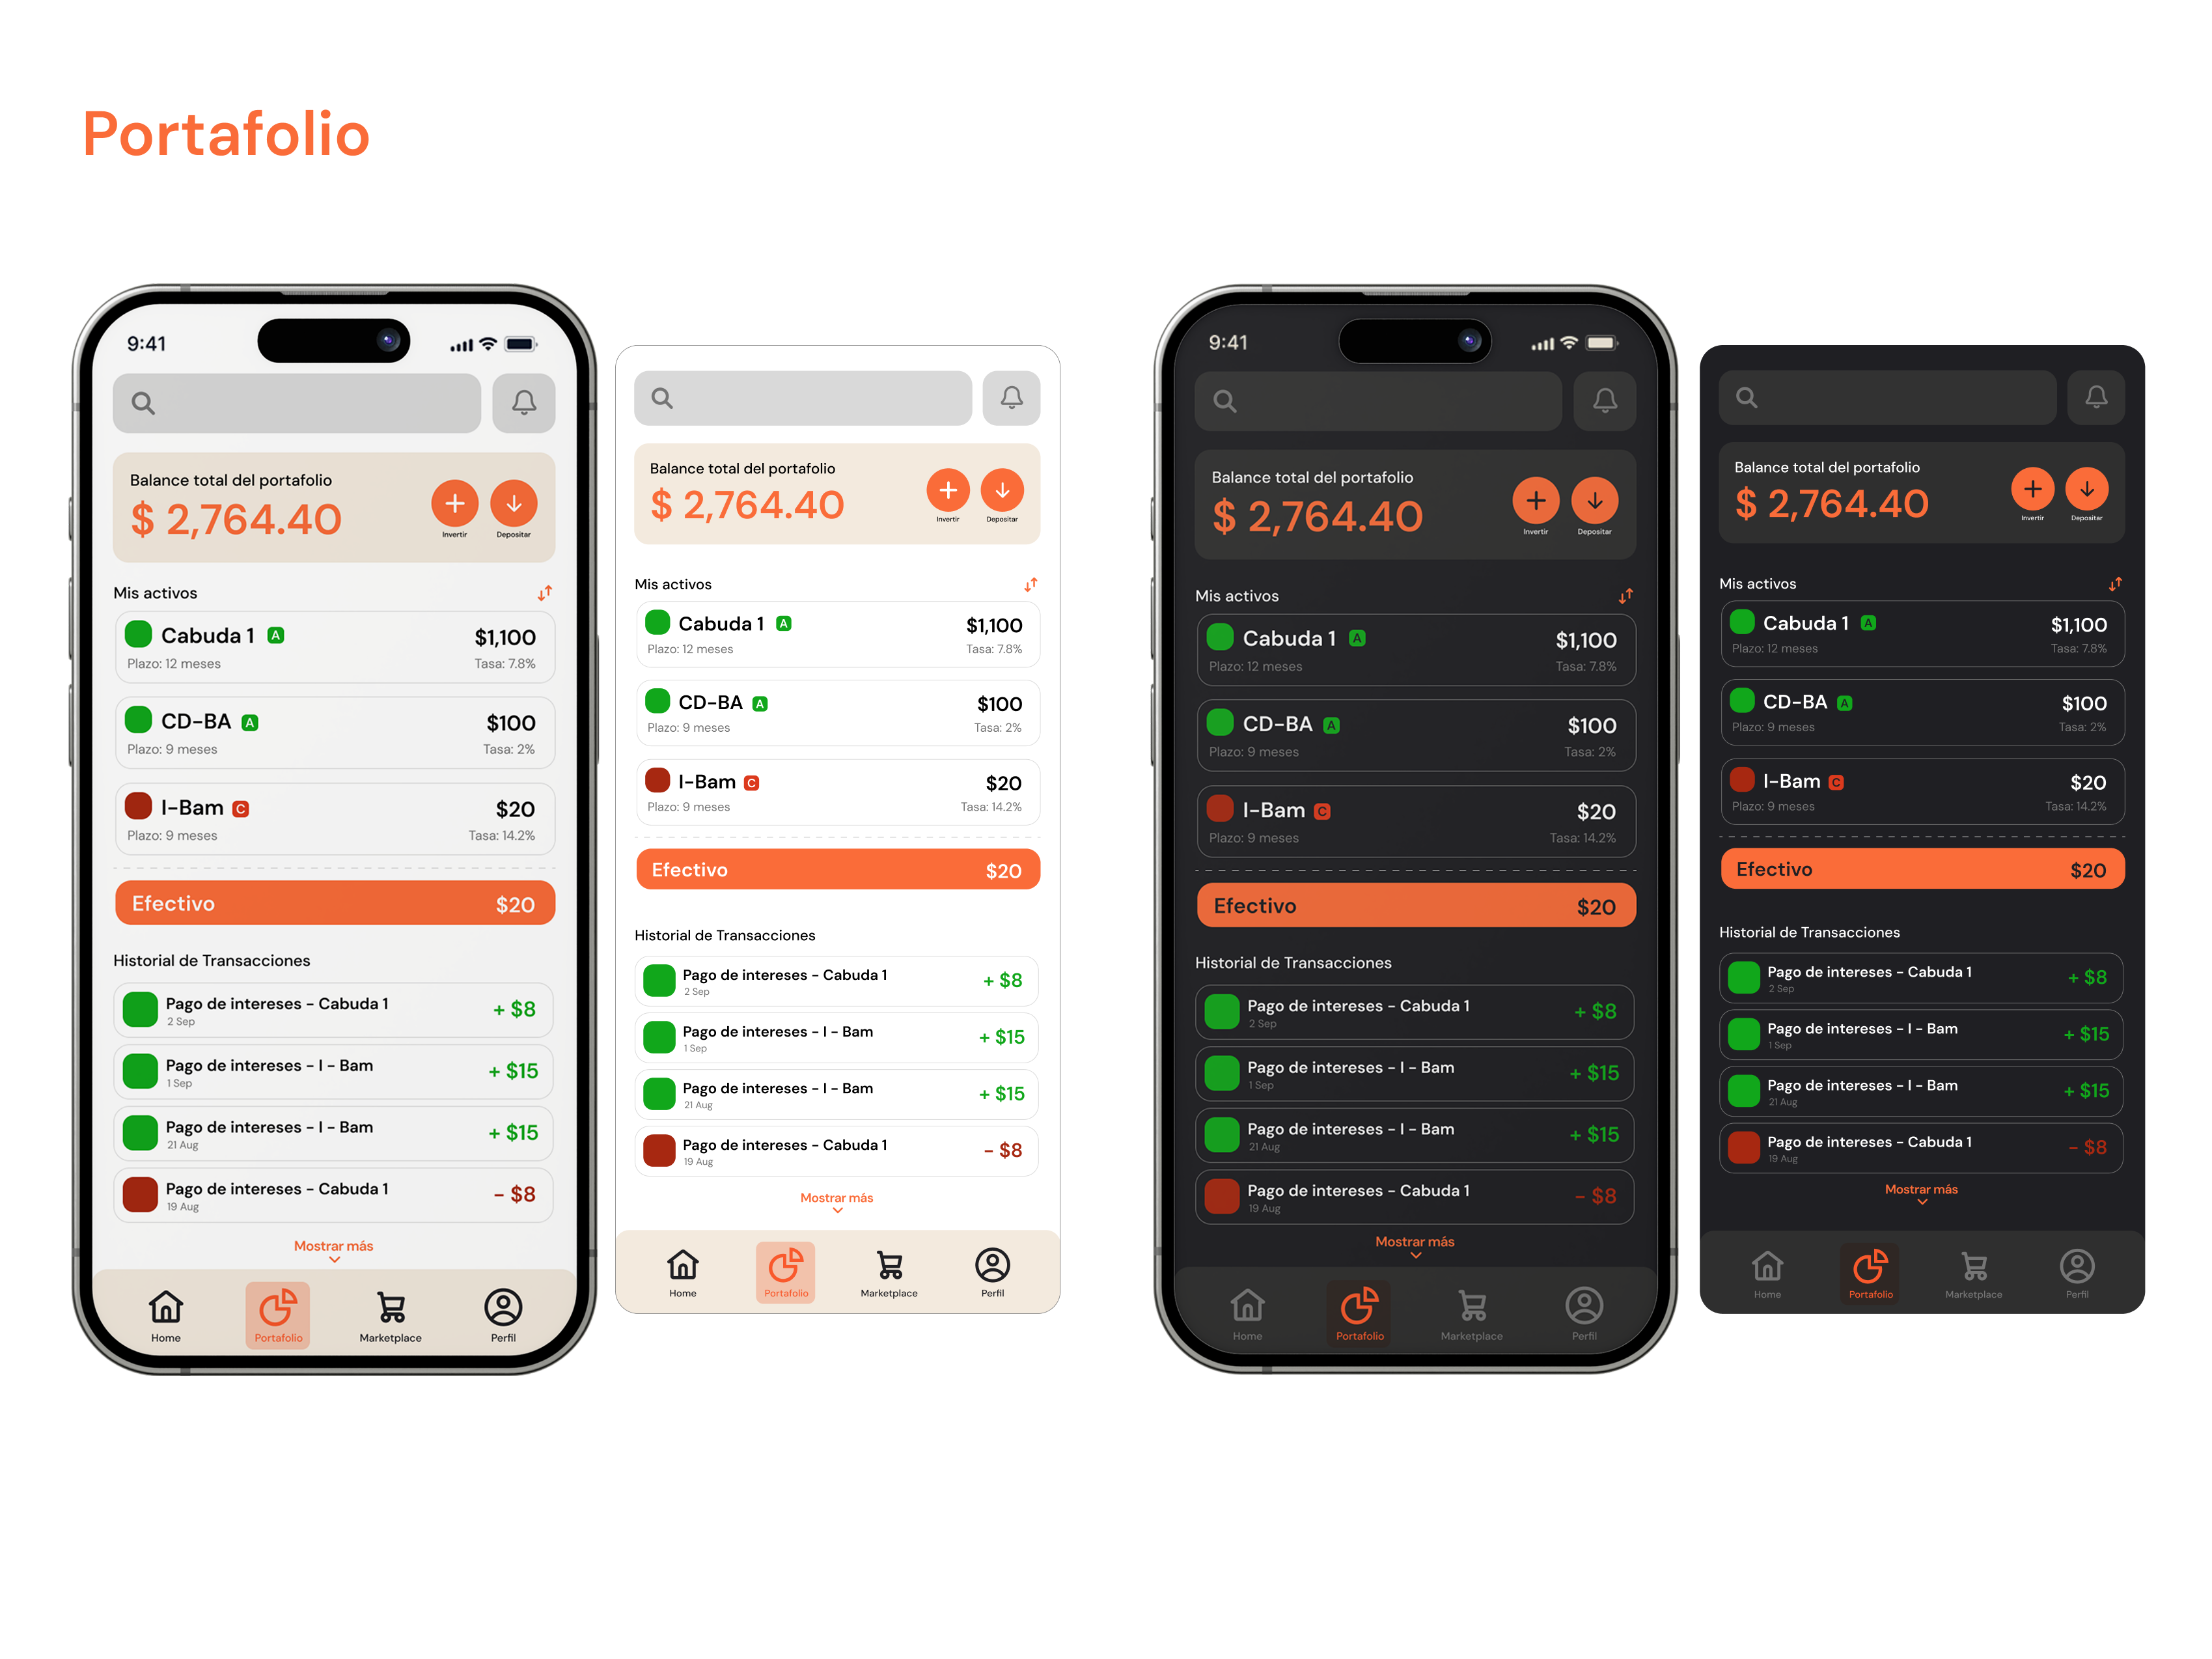 Portafolio
9:41
Balance total del portafolio
$ 2,764.40
Invertir
Depositar
Mis activos
Cabuda 1 A $1,100
Plazo: 12 meses Tasa: 7.8%
CD-BA A $100
Plazo: 9 meses Tasa: 2%
I-Bam C $20
Plazo: 9 meses Tasa: 14.2%
Efectivo $20
Historial de Transacciones
Pago de intereses - Cabuda 1 + $8
2 Sep
Pago de intereses - I - Bam + $15
1 Sep
Pago de intereses - I - Bam + $15
21 Aug
Pago de intereses - Cabuda 1 - $8
19 Aug
Mostrar más
Home Portafolio Marketplace Perfil
Balance total del portafolio
$ 2,764.40
Invertir
Depositar
Mis activos
Cabuda 1 A $1,100
Plazo: 12 meses Tasa: 7.8%
CD-BA A $100
Plazo: 9 meses Tasa: 2%
I-Bam C $20
Plazo: 9 meses Tasa: 14.2%
Efectivo $20
Historial de Transacciones
Pago de intereses - Cabuda 1 + $8
2 Sep
Pago de intereses - I - Bam + $15
1 Sep
Pago de intereses - I - Bam + $15
21 Aug
Pago de intereses - Cabuda 1 - $8
19 Aug
Mostrar más
Home Portafolio Marketplace Perfil
9:41
Balance total del portafolio
$ 2,764.40
Invertir
Depositar
Mis activos
Cabuda 1 A $1,100
Plazo: 12 meses Tasa: 7.8%
CD-BA A $100
Plazo: 9 meses Tasa: 2%
I-Bam C $20
Plazo: 9 meses Tasa: 14.2%
Efectivo $20
Historial de Transacciones
Pago de intereses - Cabuda 1 + $8
2 Sep
Pago de intereses - I - Bam + $15
1 Sep
Pago de intereses - I - Bam + $15
21 Aug
Pago de intereses - Cabuda 1 - $8
19 Aug
Mostrar más
Home Portafolio Marketplace Perfil
Balance total del portafolio
$ 2,764.40
Invertir
Depositar
Mis activos
Cabuda 1 A $1,100
Plazo: 12 meses Tasa: 7.8%
CD-BA A $100
Plazo: 9 meses Tasa: 2%
I-Bam C $20
Plazo: 9 meses Tasa: 14.2%
Efectivo $20
Historial de Transacciones
Pago de intereses - Cabuda 1 + $8
2 Sep
Pago de intereses - I - Bam + $15
1 Sep
Pago de intereses - I - Bam + $15
21 Aug
Pago de intereses - Cabuda 1 - $8
19 Aug
Mostrar más
Home Portafolio Marketplace Perfil